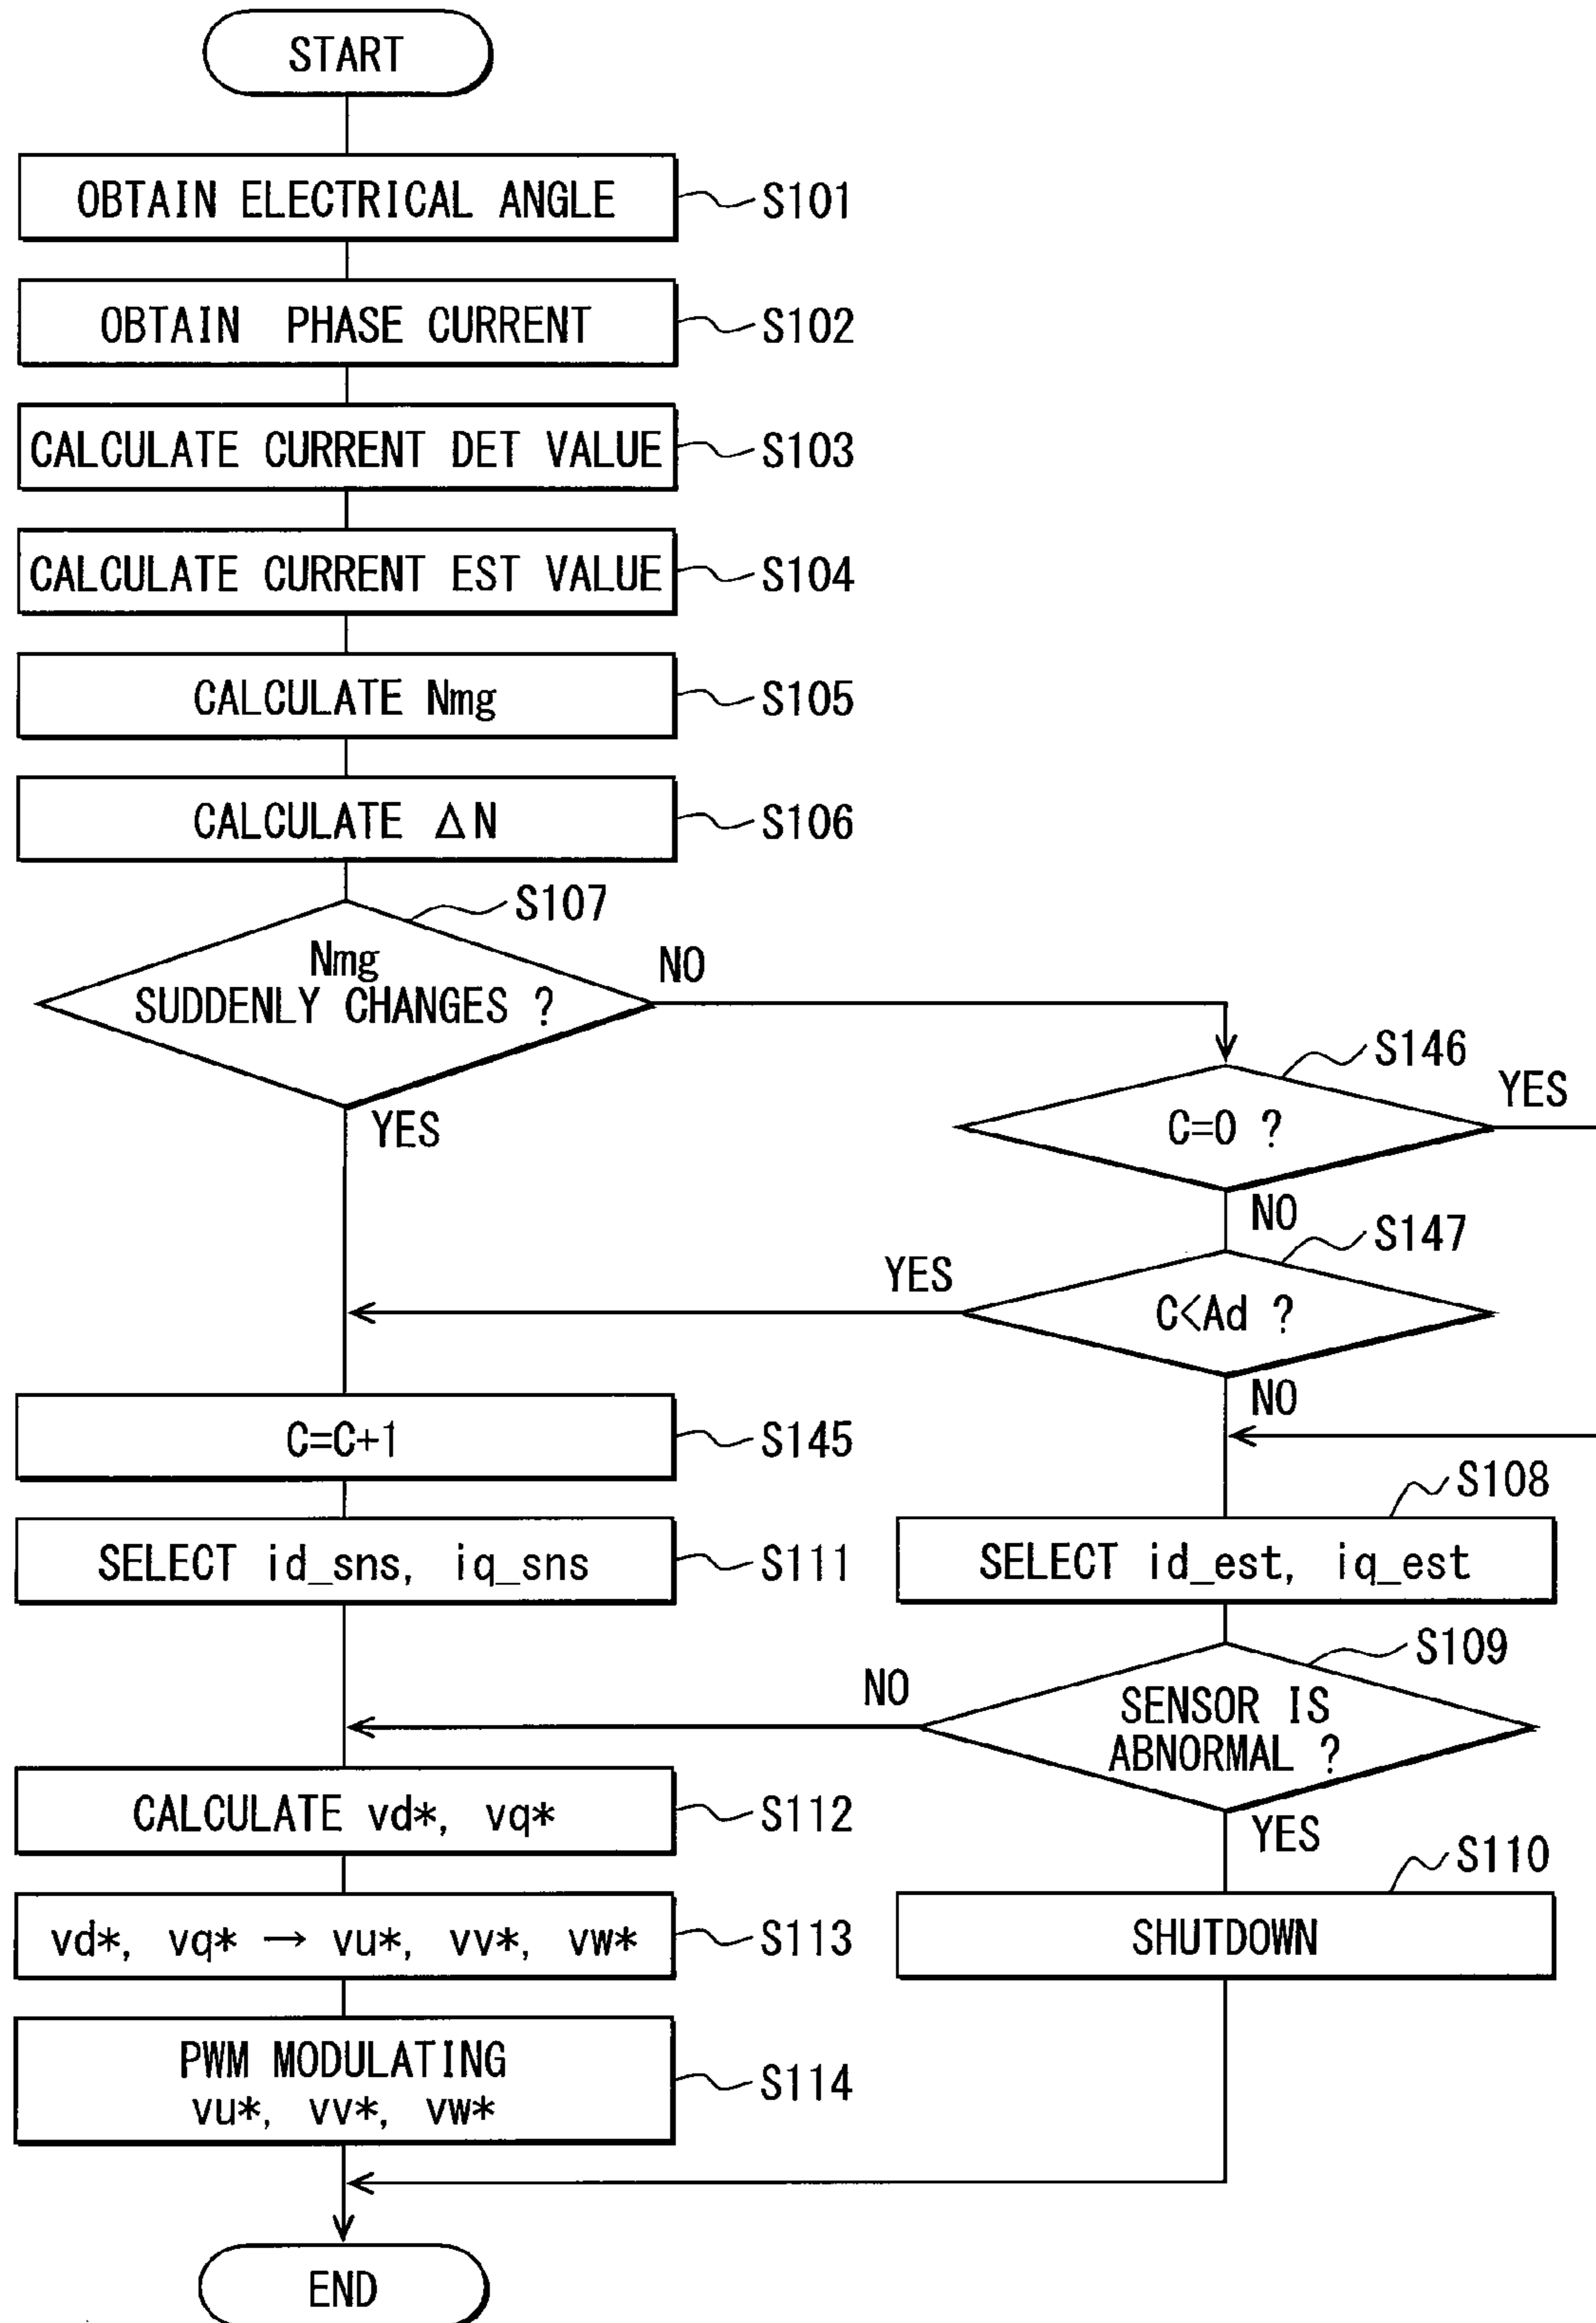 START
OBTAIN ELECTRICAL ANGLE
S101
OBTAIN PHASE CURRENT
S102
CALCULATE CURRENT DET VALUE
S103
CALCULATE CURRENT EST VALUE
S104
CALCULATE Nmg
S105
CALCULATE ΔN
S106
S107
Nmg
SUDDENLY CHANGES ?
NO
YES
S146
C=0 ?
YES
NO
S147
C<Ad ?
YES
NO
C=C+1
S145
SELECT id_sns, iq_sns
S111
S108
SELECT id_est, iq_est
S109
SENSOR IS
ABNORMAL ?
NO
YES
CALCULATE vd*, vq*
S112
S110
SHUTDOWN
vd*, vq* → vu*, vv*, vw*
S113
PWM MODULATING
vu*, vv*, vw*
S114
END